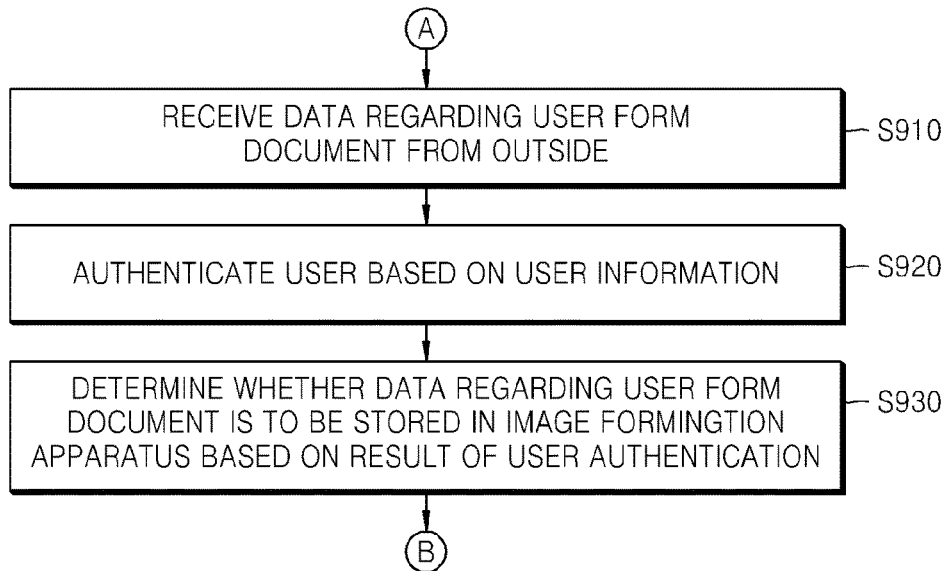 A
RECEIVE DATA REGARDING USER FORM
DOCUMENT FROM OUTSIDE
S910
AUTHENTICATE USER BASED ON USER INFORMATION
S920
DETERMINE WHETHER DATA REGARDING USER FORM
DOCUMENT IS TO BE STORED IN IMAGE FORMINGTION
APPARATUS BASED ON RESULT OF USER AUTHENTICATION
S930
B